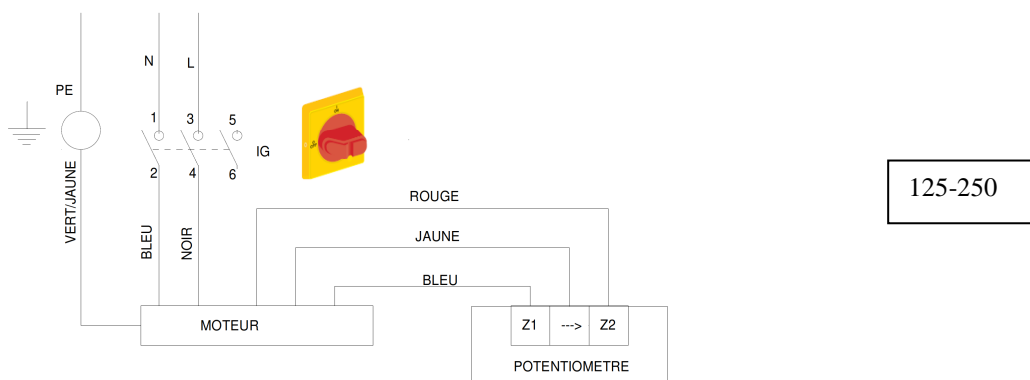 N L
PE
1 3 5
IG
2 4 6
VERT/JAUNE
BLEU
NOIR
125-250
ROUGE
JAUNE
BLEU
MOTEUR
Z1 ---> Z2
POTENTIOMETRE